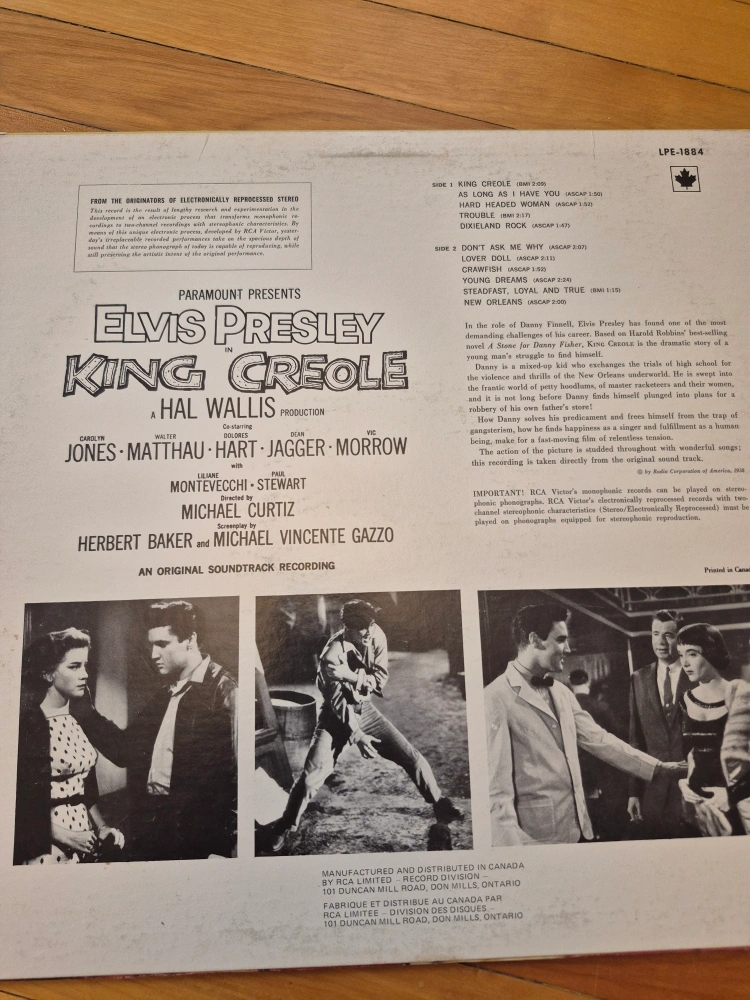 LPE-1884
FROM THE ORIGINATORS OF ELECTRONICALLY REPROCESSED STEREO
This record is the result of lengthy research and experimentation in the
development of an electronic process that transforms monophonic re-
cordings to two-channel recordings with stereophonic characteristics. By
means of this unique electronic process, developed by RCA Victor, yester-
day's irreplaceable recorded performances take on the spacious depth of
sound that the stereo phonograph of today is capable of reproducing, while
still preserving the artistic intent of the original performance.
PARAMOUNT PRESENTS
ELVIS PRESLEY
IN
KING CREOLE
A HAL WALLIS PRODUCTION
Co-starring
CAROLYN WALTER DOLORES DEAN VIC
JONES · MATTHAU · HART · JAGGER · MORROW
with
LILIANE PAUL
MONTEVECCHI · STEWART
Directed by
MICHAEL CURTIZ
Screenplay by
HERBERT BAKER and MICHAEL VINCENTE GAZZO
AN ORIGINAL SOUNDTRACK RECORDING
SIDE 1 KING CREOLE (BMI 2:09)
AS LONG AS I HAVE YOU (ASCAP 1:50)
HARD HEADED WOMAN (ASCAP 1:52)
TROUBLE (BMI 2:17)
DIXIELAND ROCK (ASCAP 1:47)
SIDE 2 DON'T ASK ME WHY (ASCAP 2:07)
LOVER DOLL (ASCAP 2:11)
CRAWFISH (ASCAP 1:52)
YOUNG DREAMS (ASCAP 2:24)
STEADFAST, LOYAL AND TRUE (BMI 1:15)
NEW ORLEANS (ASCAP 2:00)
In the role of Danny Finnell, Elvis Presley has found one of the most
demanding challenges of his career. Based on Harold Robbins' best-selling
novel A Stone for Danny Fisher, KING CREOLE is the dramatic story of a
young man's struggle to find himself.
Danny is a mixed-up kid who exchanges the trials of high school for
the violence and thrills of the New Orleans underworld. He is swept into
the frantic world of petty hoodlums, of master racketeers and their women,
and it is not long before Danny finds himself plunged into plans for a
robbery of his own father's store!
How Danny solves his predicament and frees himself from the trap of
gangsterism, how he finds happiness as a singer and fulfillment as a human
being, make for a fast-moving film of relentless tension.
The action of the picture is studded throughout with wonderful songs;
this recording is taken directly from the original sound track.
© by Radio Corporation of America, 1958
IMPORTANT! RCA Victor's monophonic records can be played on stereo-
phonic phonographs. RCA Victor's electronically reprocessed records with two-
channel stereophonic characteristics (Stereo/Electronically Reprocessed) must be
played on phonographs equipped for stereophonic reproduction.
Printed in Canad
MANUFACTURED AND DISTRIBUTED IN CANADA
BY RCA LIMITED – RECORD DIVISION –
101 DUNCAN MILL ROAD, DON MILLS, ONTARIO
FABRIQUE ET DISTRIBUE AU CANADA PAR
RCA LIMITEE – DIVISION DES DISQUES –
101 DUNCAN MILL ROAD, DON MILLS, ONTARIO